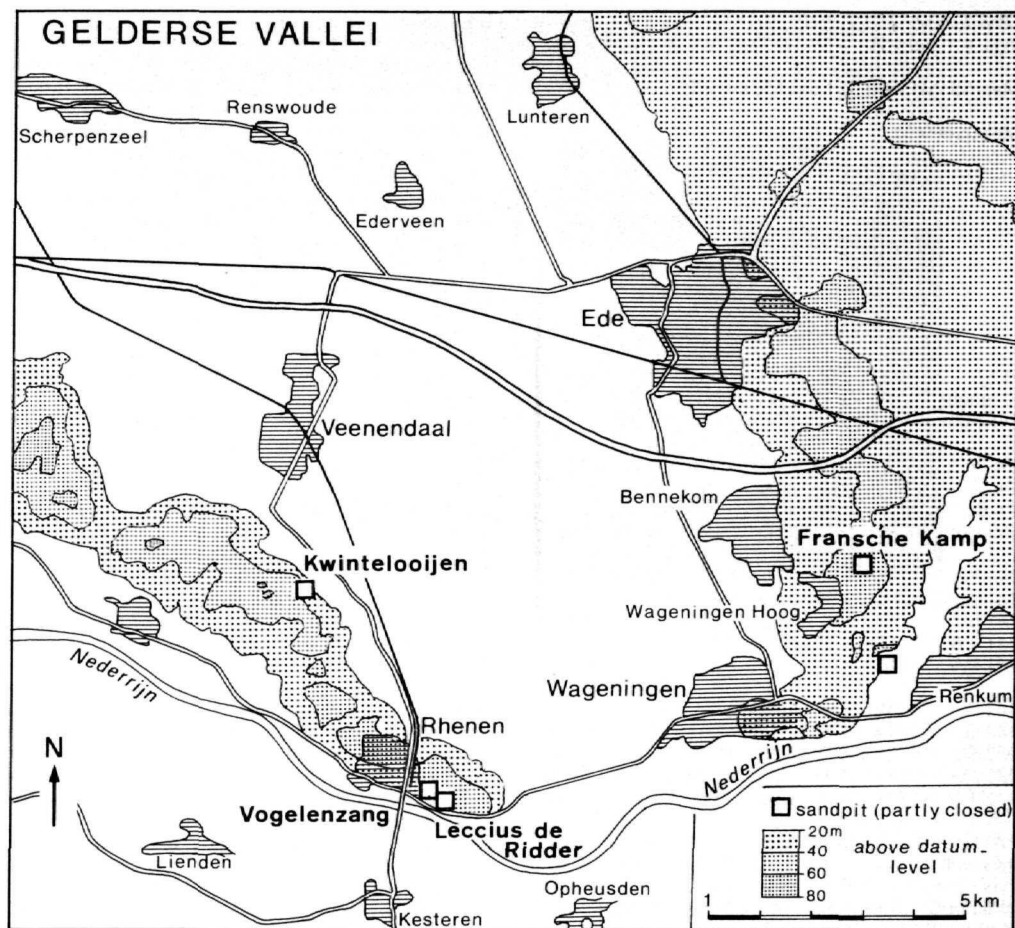 GELDERSE VALLEI
Lunteren
Renswoude
Scherpenzeel
Ederveen
Ede
Veenendaal
Bennekom
Fransche Kamp
Kwintelooijen
Wageningen Hoog
Nederrijn
Wageningen
Renkum
Rhenen
N
Nederrijn
Vogelenzang
Leccius de
Ridder
Lienden
Kesteren
Opheusden
sandpit (partly closed)
20m
40
60
80
above datum-
level
1 5km